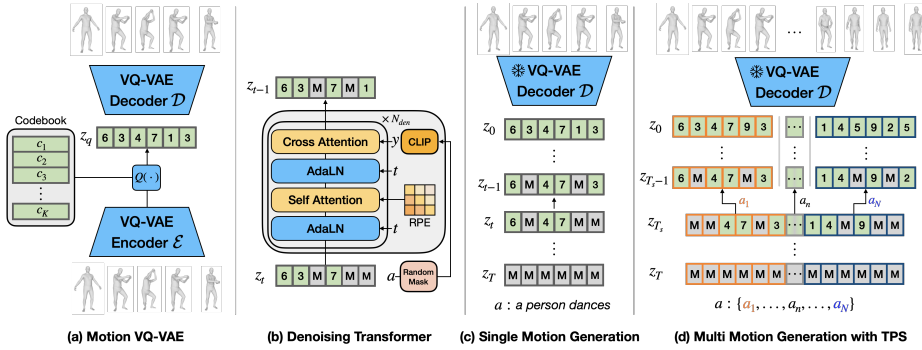 VQ-VAE
Decoder 𝒟
Codebook
c1
c2
c3
⋮
cK
zq
6 3 4 7 1 3
Q(·)
VQ-VAE
Encoder ℰ
(a) Motion VQ-VAE
zt−1
6 3 M 7 M 1
× Nden
Cross Attention
y
CLIP
AdaLN
t
Self Attention
RPE
AdaLN
t
zt
6 3 M 7 M M
a
Random
Mask
(b) Denoising Transformer
VQ-VAE
Decoder 𝒟
z0
6 3 4 7 1 3
⋮
zt−1
6 M 4 7 M 3
zt
6 M 4 7 M M
⋮
zT
M M M M M M
a : a person dances
(c) Single Motion Generation
...
VQ-VAE
Decoder 𝒟
z0
6 3 4 7 9 3 ... 1 4 5 9 2 5
⋮
⋮
zTs−1
6 M 4 7 M 3 ... 1 4 M 9 M 2
a1
an
aN
zTs
M M 4 7 M 3 ... 1 4 M 9 M M
⋮
zT
M M M M M M ... M M M M M M
a : {a1, . . . , an, . . . , aN}
(d) Multi Motion Generation with TPS